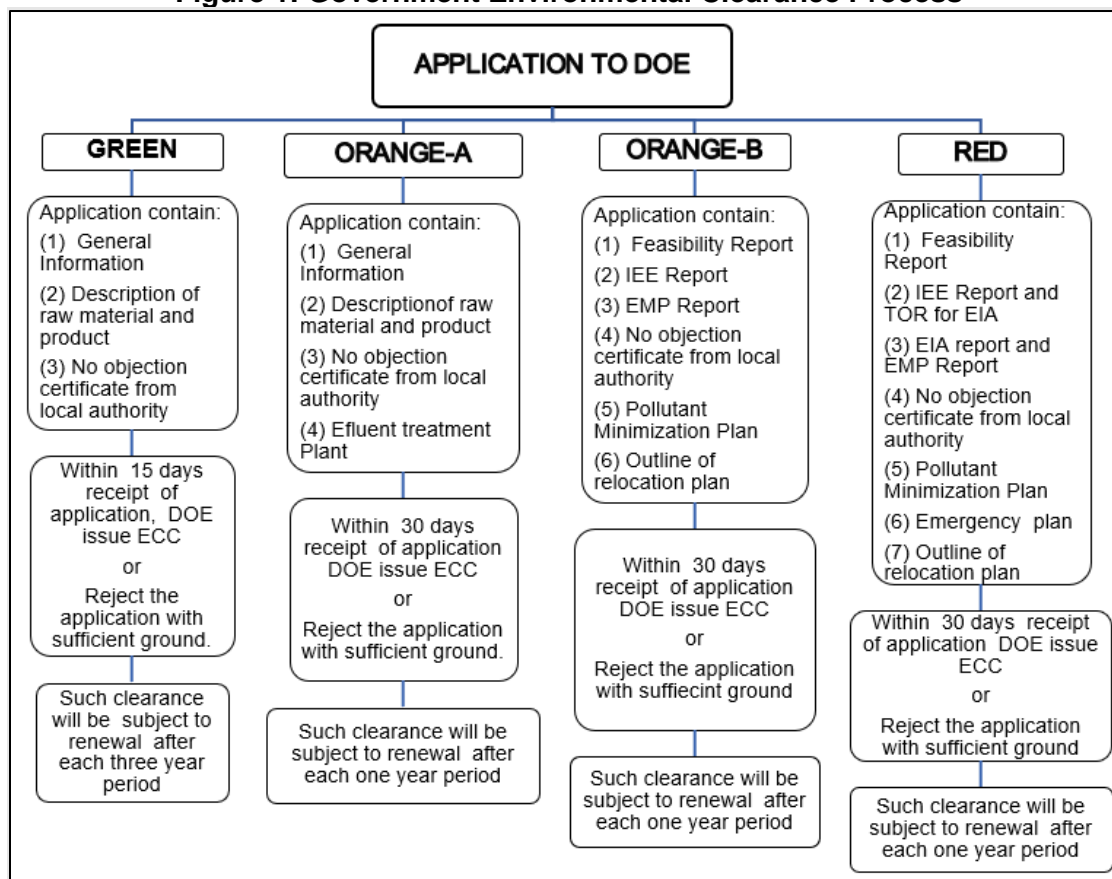 Figure 1: Government Environmental Clearance Process
APPLICATION TO DOE
GREEN
Application contain:
(1) General
Information
(2) Description of
raw material and
product
(3) No objection
certificate from
local authority
Within 15 days
receipt of
application, DOE
issue ECC
or
Reject the
application with
sufficient ground.
Such clearance
will be subject to
renewal after
each three year
period
ORANGE-A
Application contain:
(1) General
Information
(2) Descriptionof raw
material and product
(3) No objection
certificate from local
authority
(4) Efluent treatment
Plant
Within 30 days
receipt of application
DOE issue ECC
or
Reject the application
with sufficient ground.
Such clearance will be
subject to renewal after
each one year period
ORANGE-B
Application contain:
(1) Feasibility Report
(2) IEE Report
(3) EMP Report
(4) No objection
certificate from local
authority
(5) Pollutant
Minimization Plan
(6) Outline of
relocation plan
Within 30 days
receipt of application
DOE issue ECC
or
Reject the application
with suffiecint ground
Such clearance will be
subject to renewal after
each one year period
RED
Application contain:
(1) Feasibility
Report
(2) IEE Report and
TOR for EIA
(3) EIA report and
EMP Report
(4) No objection
certificate from local
authority
(5) Pollutant
Minimization Plan
(6) Emergency plan
(7) Outline of
relocation plan
Within 30 days receipt
of application DOE issue
ECC
or
Reject the application
with sufficient ground
Such clearance will be
subject to renewal after
each one year period